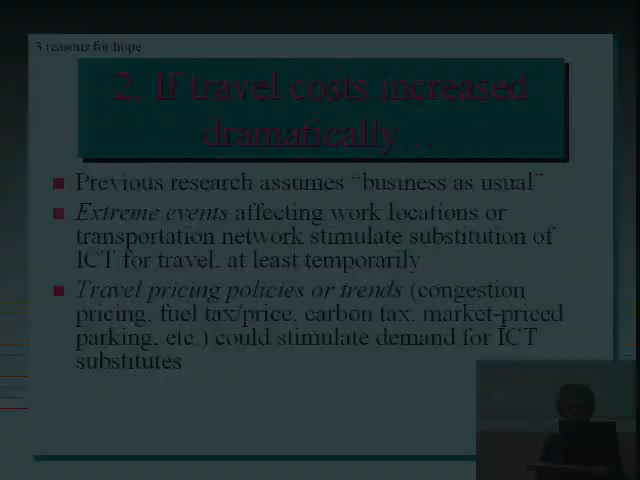 3 reasons for hope
2. If travel costs increased
dramatically…
Previous research assumes “business as usual”
Extreme events affecting work locations or
transportation network stimulate substitution of
ICT for travel, at least temporarily
Travel pricing policies or trends (congestion
pricing, fuel tax/price, carbon tax, market-priced
parking, etc.) could stimulate demand for ICT
substitutes